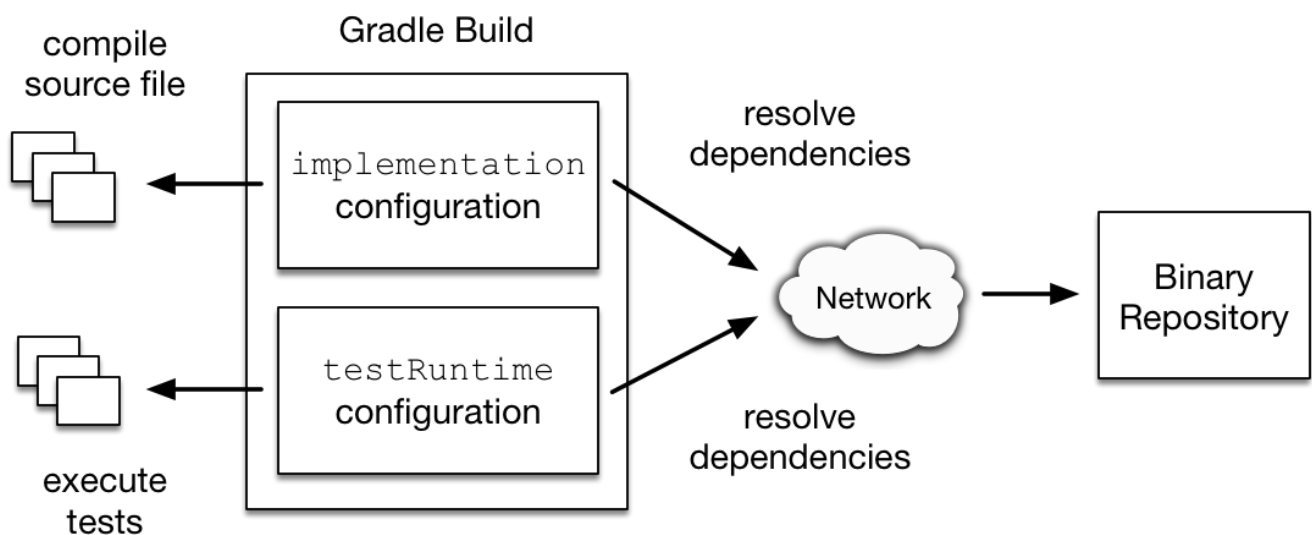 Gradle Build
compile
source file
implementation
configuration
resolve
dependencies
Network
Binary
Repository
testRuntime
configuration
resolve
dependencies
execute
tests